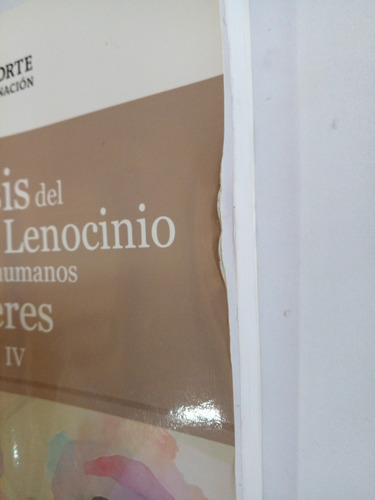 ORTE
NACIÓN
sis del
Lenocinio
humanos
eres
IV